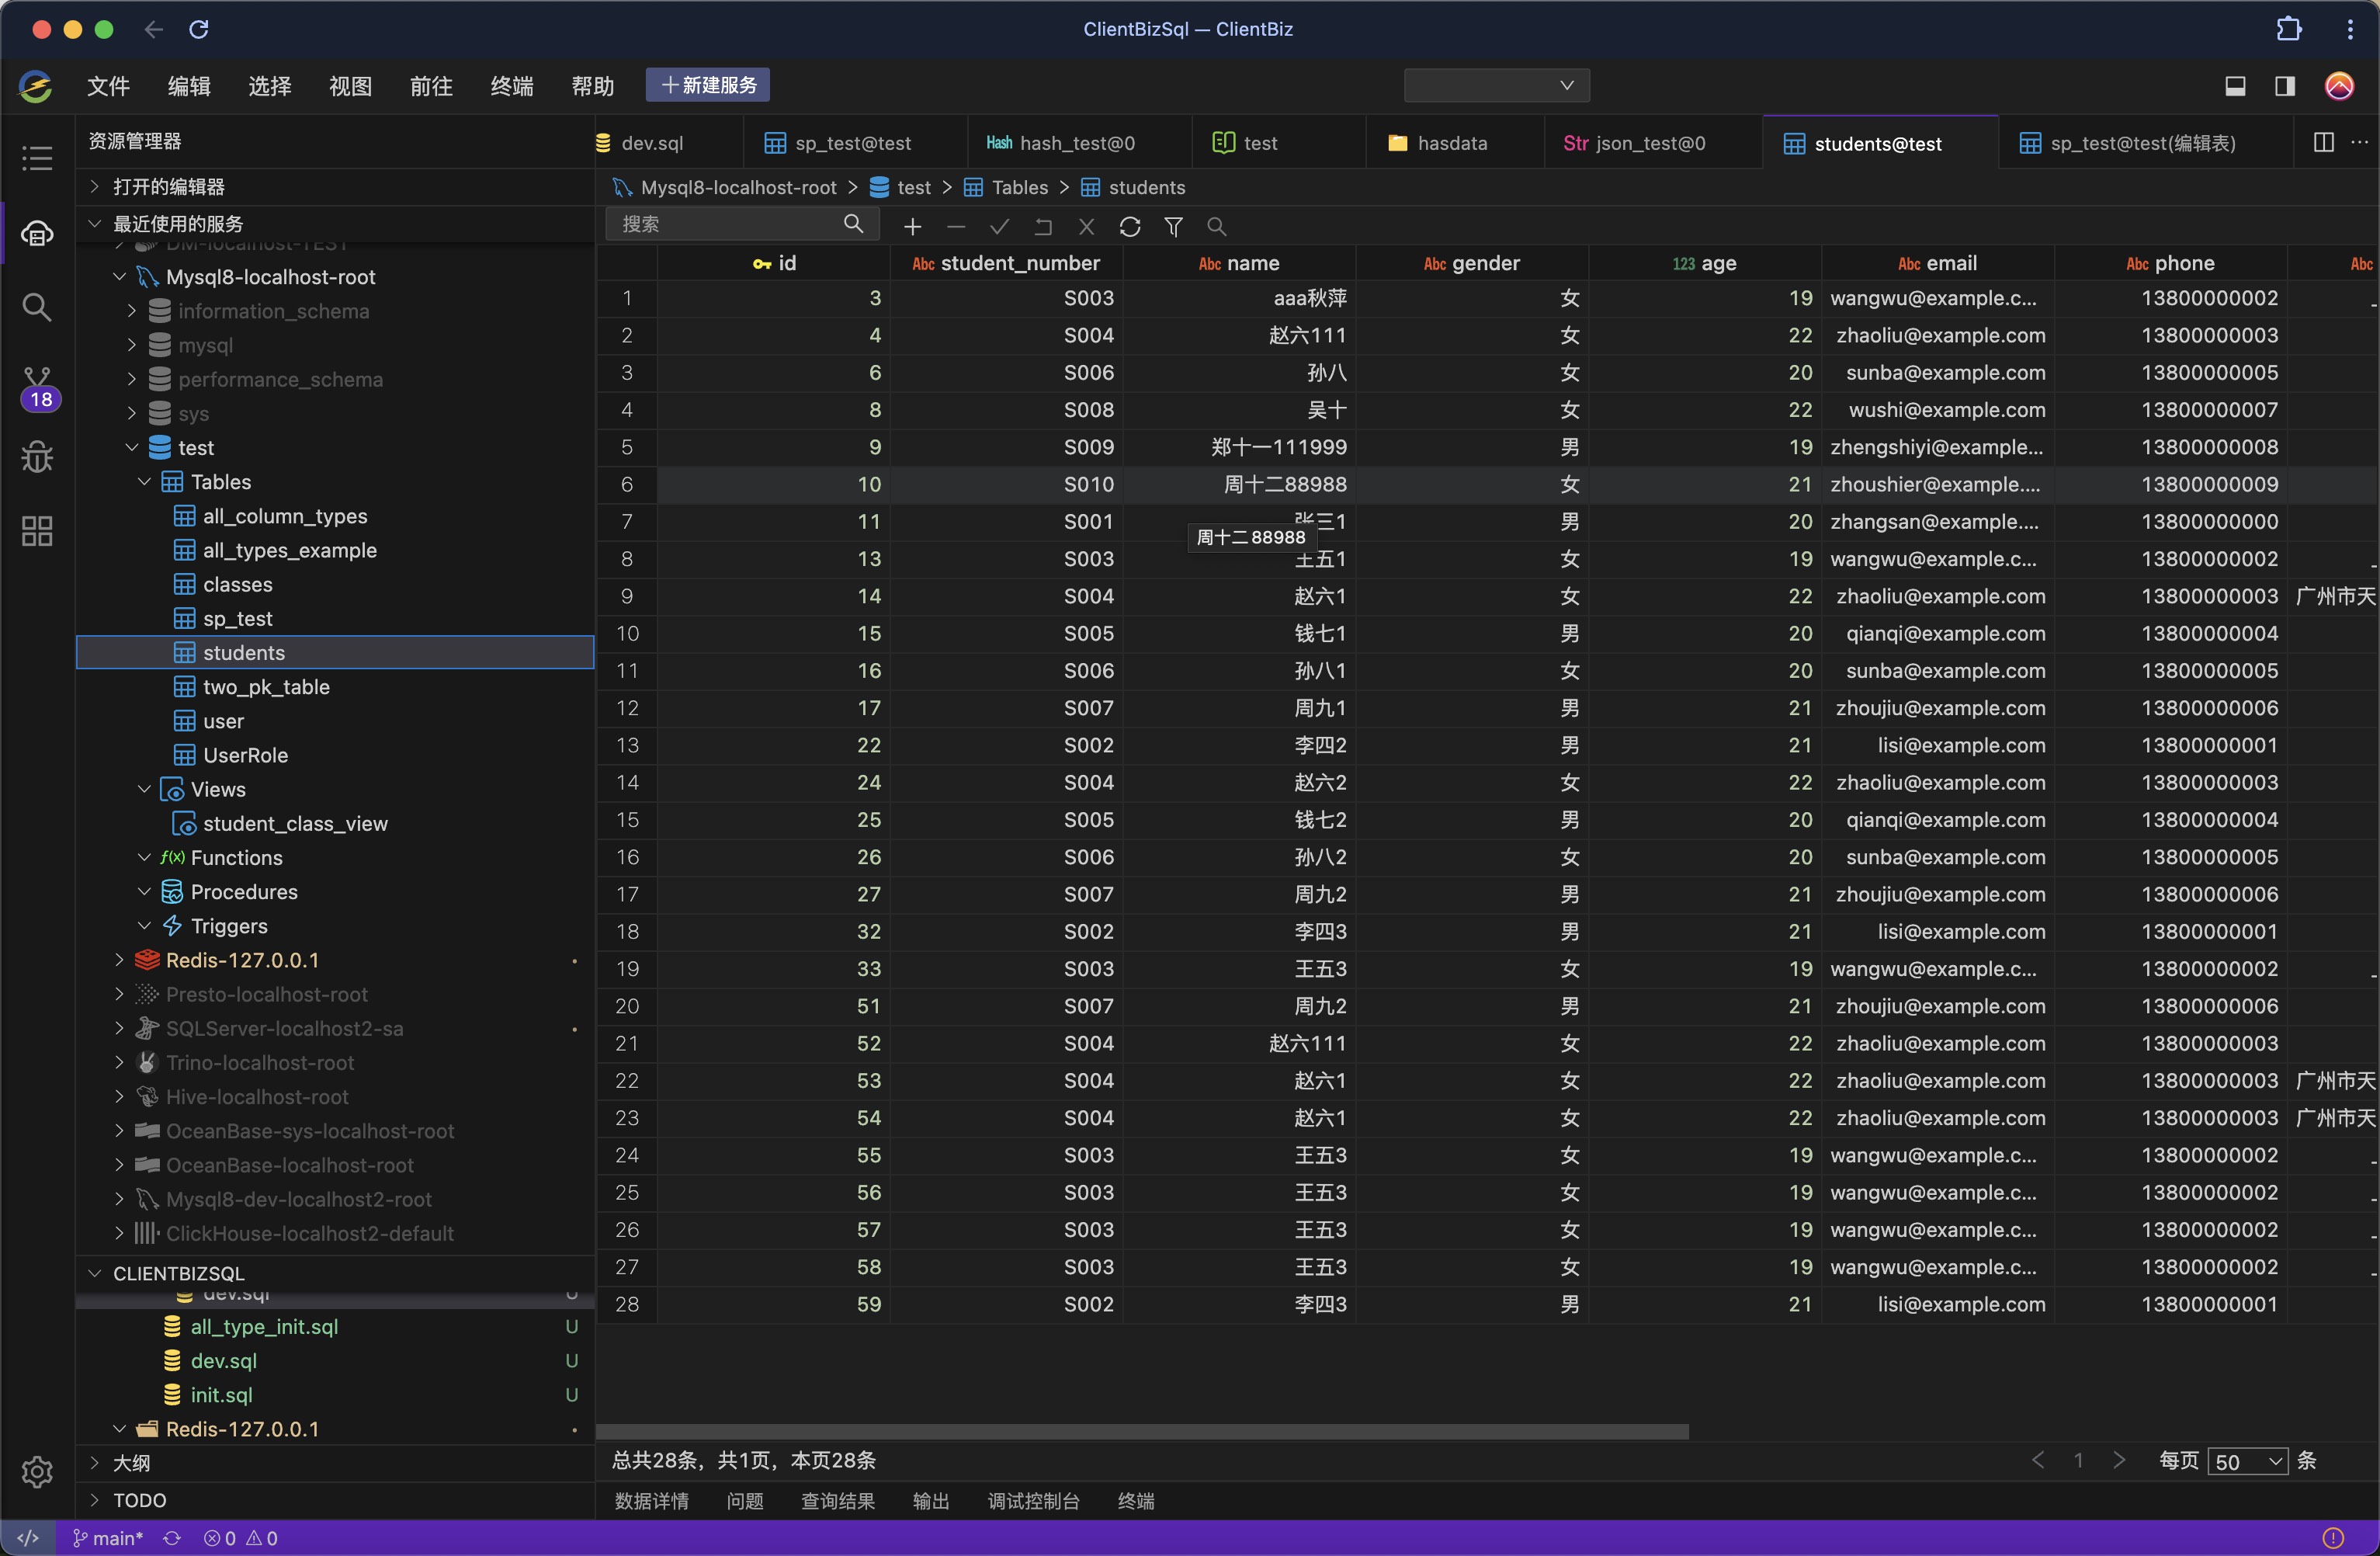 ClientBizSql — ClientBiz
文件 编辑 选择 视图 前往 终端 帮助 +新建服务
资源管理器
打开的编辑器
最近使用的服务
DM-localhost-TEST
Mysql8-localhost-root
information_schema
mysql
performance_schema
sys
test
Tables
all_column_types
all_types_example
classes
sp_test
students
two_pk_table
user
UserRole
Views
student_class_view
f(x) Functions
Procedures
Triggers
Redis-127.0.0.1
Presto-localhost-root
SQLServer-localhost2-sa
Trino-localhost-root
Hive-localhost-root
OceanBase-sys-localhost-root
OceanBase-localhost-root
Mysql8-dev-localhost2-root
ClickHouse-localhost2-default
CLIENTBIZSQL
dev.sql U
all_type_init.sql U
dev.sql U
init.sql U
Redis-127.0.0.1
大纲
TODO
18
dev.sql sp_test@test Hash hash_test@0 test hasdata Str json_test@0 students@test sp_test@test(编辑表)
Mysql8-localhost-root > test > Tables > students
搜索
id Abc student_number Abc name Abc gender 123 age Abc email Abc phone Abc
1 3 S003 aaa秋萍 女 19 wangwu@example.c... 13800000002
2 4 S004 赵六111 女 22 zhaoliu@example.com 13800000003
3 6 S006 孙八 女 20 sunba@example.com 13800000005
4 8 S008 吴十 女 22 wushi@example.com 13800000007
5 9 S009 郑十一111999 男 19 zhengshiyi@example... 13800000008
6 10 S010 周十二88988 女 21 zhoushier@example.... 13800000009
7 11 S001 张三1 男 20 zhangsan@example.... 13800000000
周十二88988
8 13 S003 王五1 女 19 wangwu@example.c... 13800000002
9 14 S004 赵六1 女 22 zhaoliu@example.com 13800000003 广州市天
10 15 S005 钱七1 男 20 qianqi@example.com 13800000004
11 16 S006 孙八1 女 20 sunba@example.com 13800000005
12 17 S007 周九1 男 21 zhoujiu@example.com 13800000006
13 22 S002 李四2 男 21 lisi@example.com 13800000001
14 24 S004 赵六2 女 22 zhaoliu@example.com 13800000003
15 25 S005 钱七2 男 20 qianqi@example.com 13800000004
16 26 S006 孙八2 女 20 sunba@example.com 13800000005
17 27 S007 周九2 男 21 zhoujiu@example.com 13800000006
18 32 S002 李四3 男 21 lisi@example.com 13800000001
19 33 S003 王五3 女 19 wangwu@example.c... 13800000002
20 51 S007 周九2 男 21 zhoujiu@example.com 13800000006
21 52 S004 赵六111 女 22 zhaoliu@example.com 13800000003
22 53 S004 赵六1 女 22 zhaoliu@example.com 13800000003 广州市天
23 54 S004 赵六1 女 22 zhaoliu@example.com 13800000003 广州市天
24 55 S003 王五3 女 19 wangwu@example.c... 13800000002
25 56 S003 王五3 女 19 wangwu@example.c... 13800000002
26 57 S003 王五3 女 19 wangwu@example.c... 13800000002
27 58 S003 王五3 女 19 wangwu@example.c... 13800000002
28 59 S002 李四3 男 21 lisi@example.com 13800000001
总共28条，共1页，本页28条 < 1 > 每页 50 条
数据详情 问题 查询结果 输出 调试控制台 终端
main* 0 0